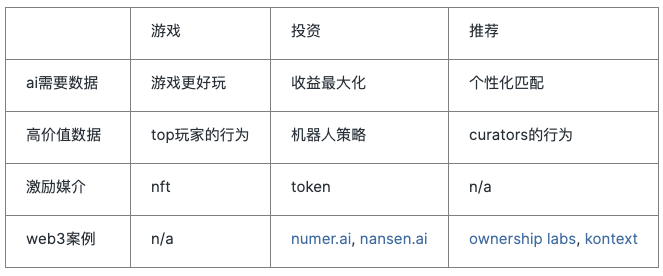 游戏 投资 推荐
ai需要数据 游戏更好玩 收益最大化 个性化匹配
高价值数据 top玩家的行为 机器人策略 curators的行为
激励媒介 nft token n/a
web3案例 n/a numer.ai, nansen.ai ownership labs, kontext